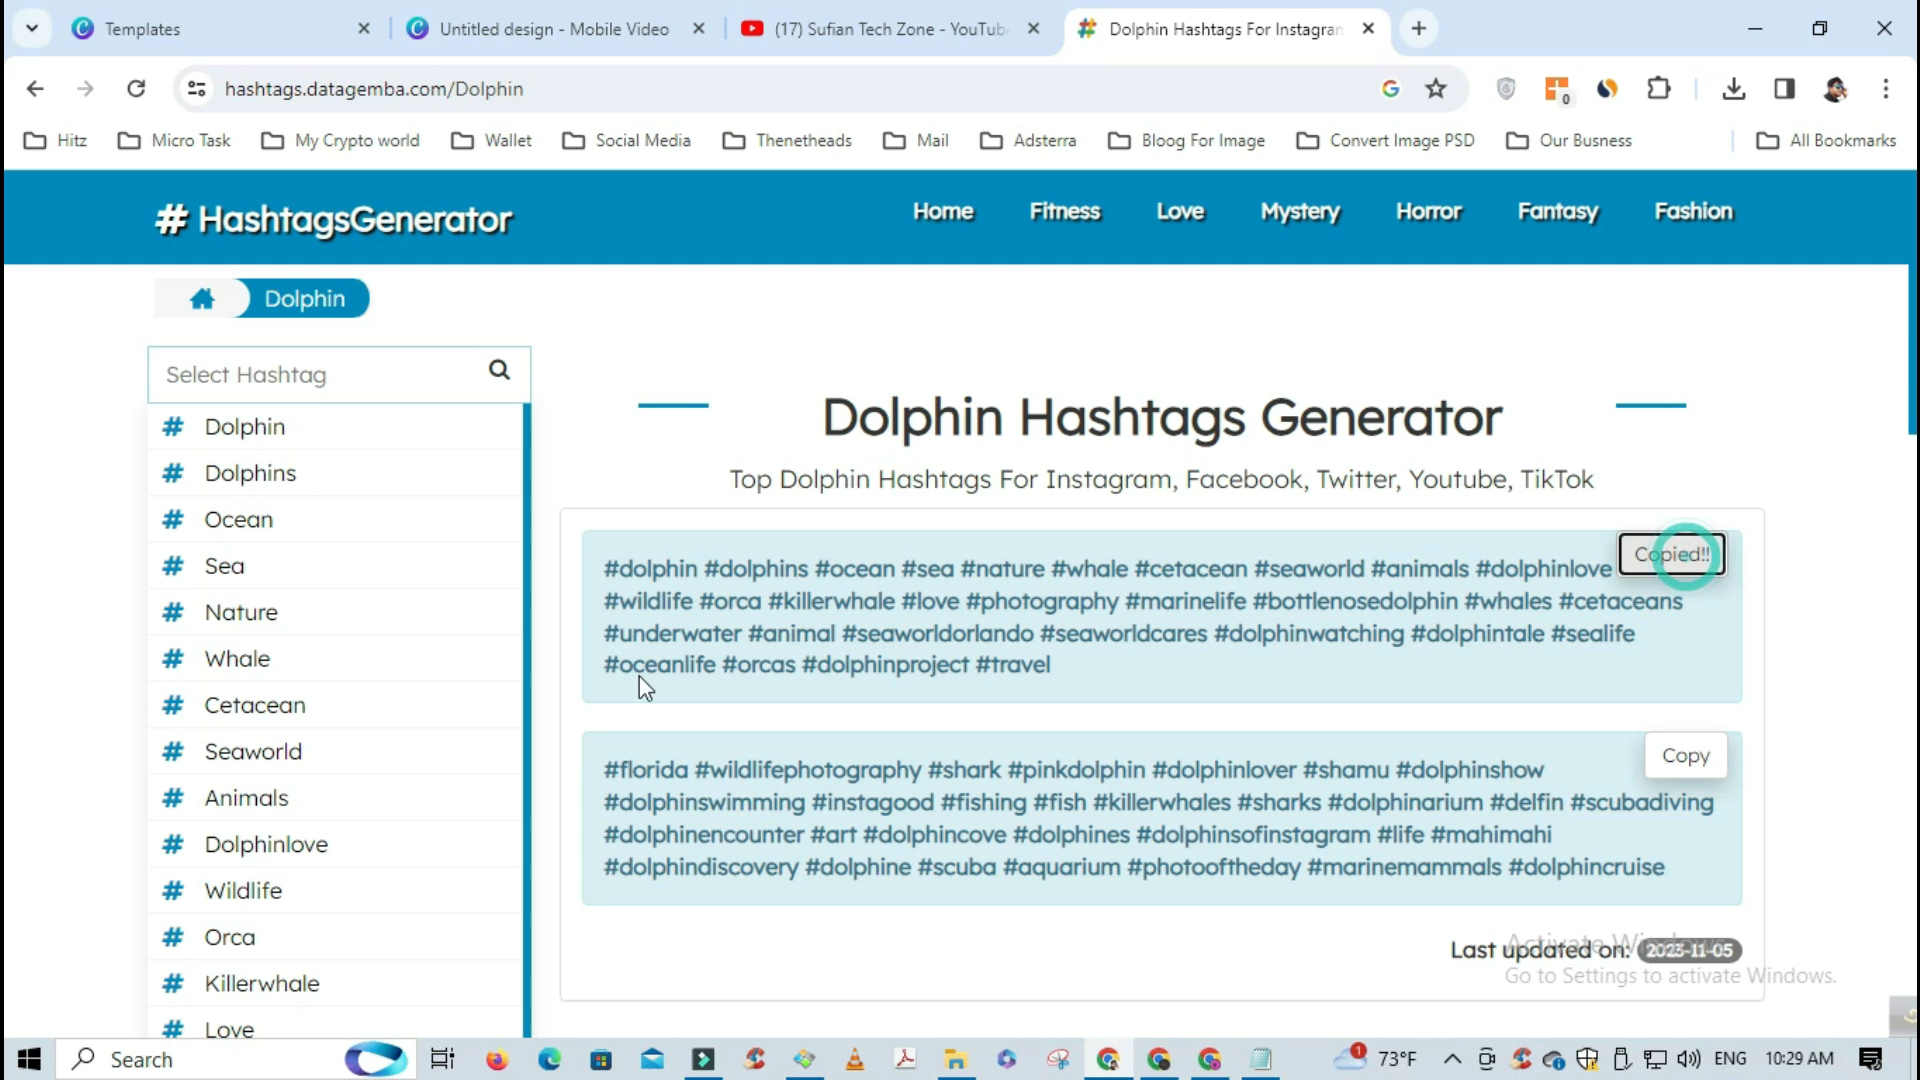 Templates
Untitled design - Mobile Video
(17) Sufian Tech Zone - YouTube
Dolphin Hashtags For Instagram
hashtags.datagemba.com/Dolphin
0
Hitz
Micro Task
My Crypto world
Wallet
Social Media
Thenetheads
Mail
Adsterra
Bloog For Image
Convert Image PSD
Our Busness
All Bookmarks
# HashtagsGenerator
Home
Fitness
Love
Mystery
Horror
Fantasy
Fashion
Dolphin
Select Hashtag
# Dolphin
# Dolphins
# Ocean
# Sea
# Nature
# Whale
# Cetacean
# Seaworld
# Animals
# Dolphinlove
# Wildlife
# Orca
# Killerwhale
# Love
Dolphin Hashtags Generator
Top Dolphin Hashtags For Instagram, Facebook, Twitter, Youtube, TikTok
Copied!!
#dolphin #dolphins #ocean #sea #nature #whale #cetacean #seaworld #animals #dolphinlove
#wildlife #orca #killerwhale #love #photography #marinelife #bottlenosedolphin #whales #cetaceans
#underwater #animal #seaworldorlando #seaworldcares #dolphinwatching #dolphintale #sealife
#oceanlife #orcas #dolphinproject #travel
Copy
#florida #wildlifephotography #shark #pinkdolphin #dolphinlover #shamu #dolphinshow
#dolphinswimming #instagood #fishing #fish #killerwhales #sharks #dolphinarium #delfin #scubadiving
#dolphinencounter #art #dolphincove #dolphines #dolphinsofinstagram #life #mahimahi
#dolphindiscovery #dolphine #scuba #aquarium #photooftheday #marinemammals #dolphincruise
Last updated on: 2023-11-05
Activate Windows
Go to Settings to activate Windows.
Search
1
73°F
ENG
10:29 AM